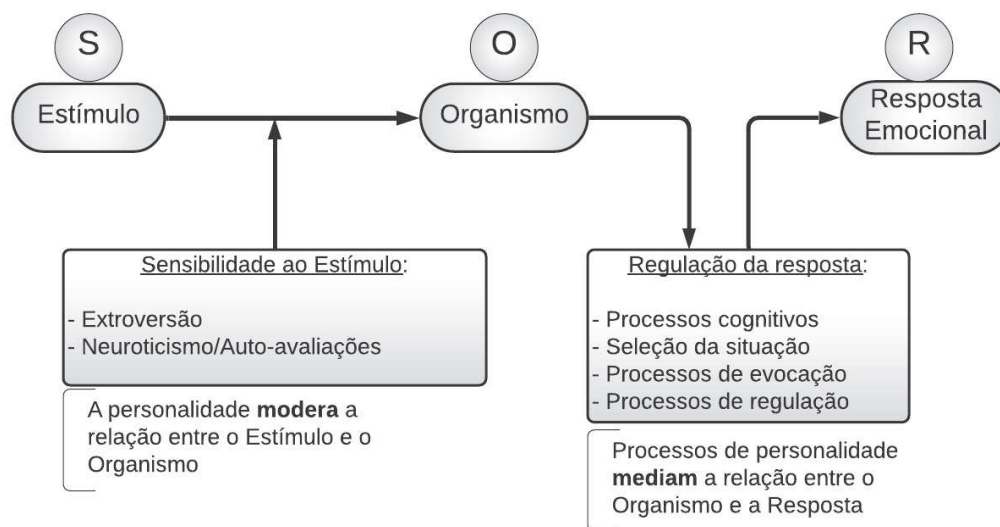 S
Estímulo
O
Organismo
R
Resposta
Emocional
Sensibilidade ao Estímulo:
- Extroversão
- Neuroticismo/Auto-avaliações
A personalidade modera a
relação entre o Estímulo e o
Organismo
Regulação da resposta:
- Processos cognitivos
- Seleção da situação
- Processos de evocação
- Processos de regulação
Processos de personalidade
mediam a relação entre o
Organismo e a Resposta